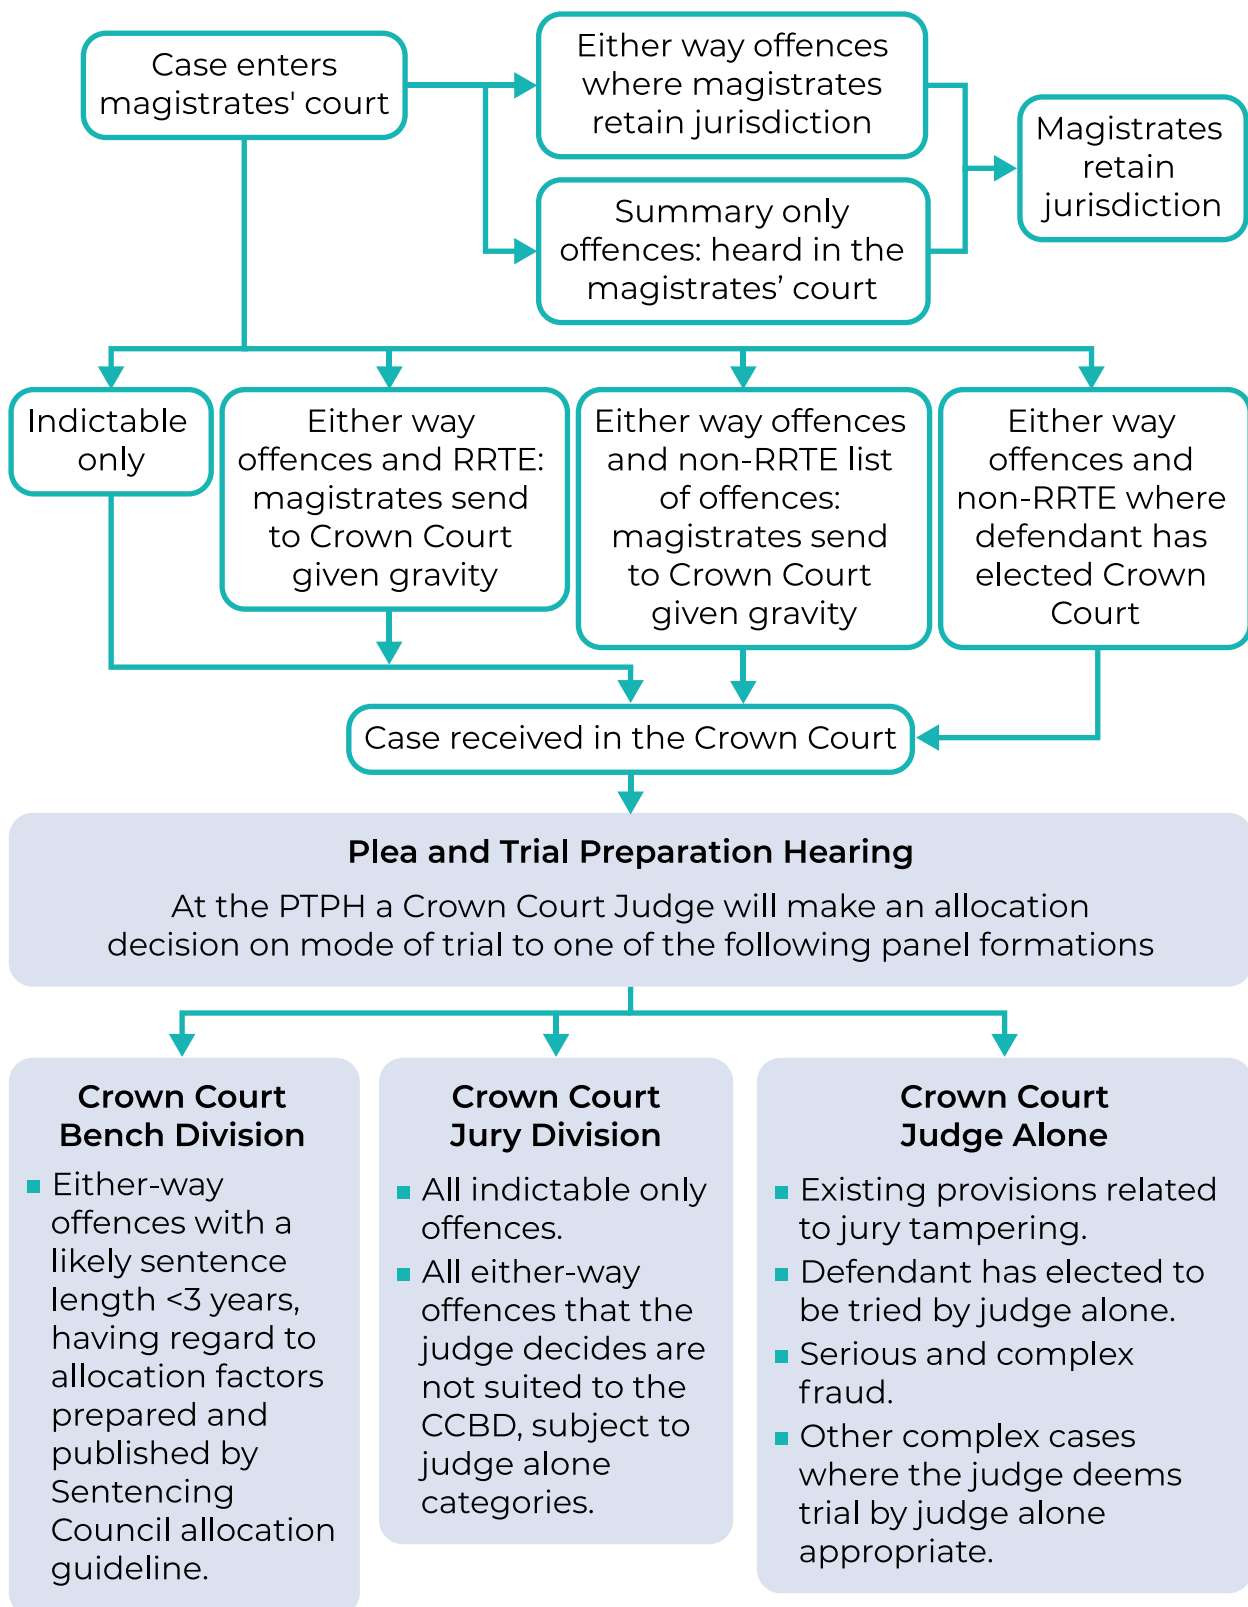 Case enters
magistrates' court
Either way offences
where magistrates
retain jurisdiction
Summary only
offences: heard in the
magistrates’ court
Magistrates
retain
jurisdiction
Indictable
only
Either way
offences and RRTE:
magistrates send
to Crown Court
given gravity
Either way offences
and non-RRTE list
of offences:
magistrates send
to Crown Court
given gravity
Either way
offences and
non-RRTE where
defendant has
elected Crown
Court
Case received in the Crown Court
Plea and Trial Preparation Hearing
At the PTPH a Crown Court Judge will make an allocation
decision on mode of trial to one of the following panel formations
Crown Court
Bench Division
▪ Either-way
offences with a
likely sentence
length <3 years,
having regard to
allocation factors
prepared and
published by
Sentencing
Council allocation
guideline.
Crown Court
Jury Division
▪ All indictable only
offences.
▪ All either-way
offences that the
judge decides are
not suited to the
CCBD, subject to
judge alone
categories.
Crown Court
Judge Alone
▪ Existing provisions related
to jury tampering.
▪ Defendant has elected to
be tried by judge alone.
▪ Serious and complex
fraud.
▪ Other complex cases
where the judge deems
trial by judge alone
appropriate.